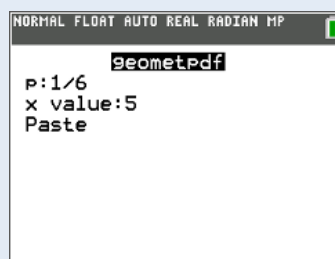 NORMAL FLOAT AUTO REAL RADIAN MP
geometpdf
p:1/6
x value:5
Paste